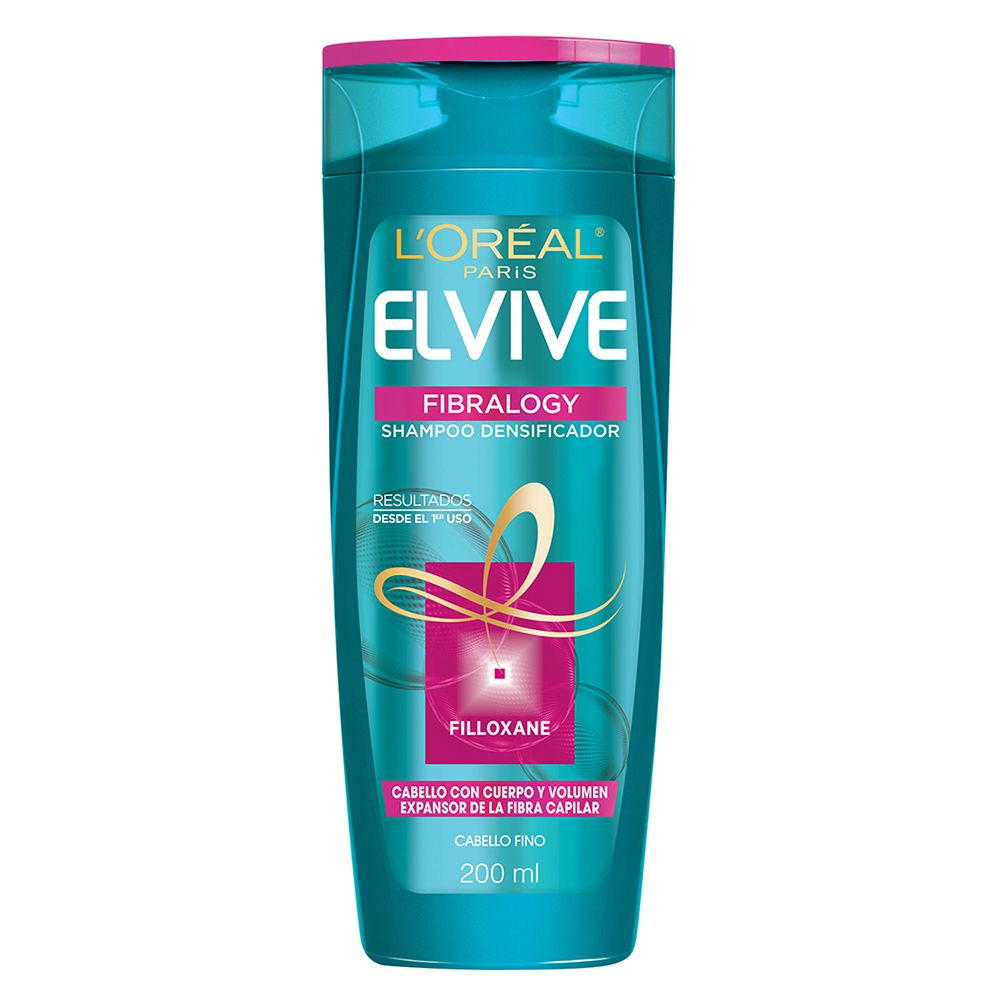 L'ORÉAL®
PARiS
ELVIVE
FIBRALOGY
SHAMPOO DENSIFICADOR
RESULTADOS
DESDE EL 1ER USO
FILLOXANE
CABELLO CON CUERPO Y VOLUMEN
EXPANSOR DE LA FIBRA CAPILAR
CABELLO FINO
200 ml